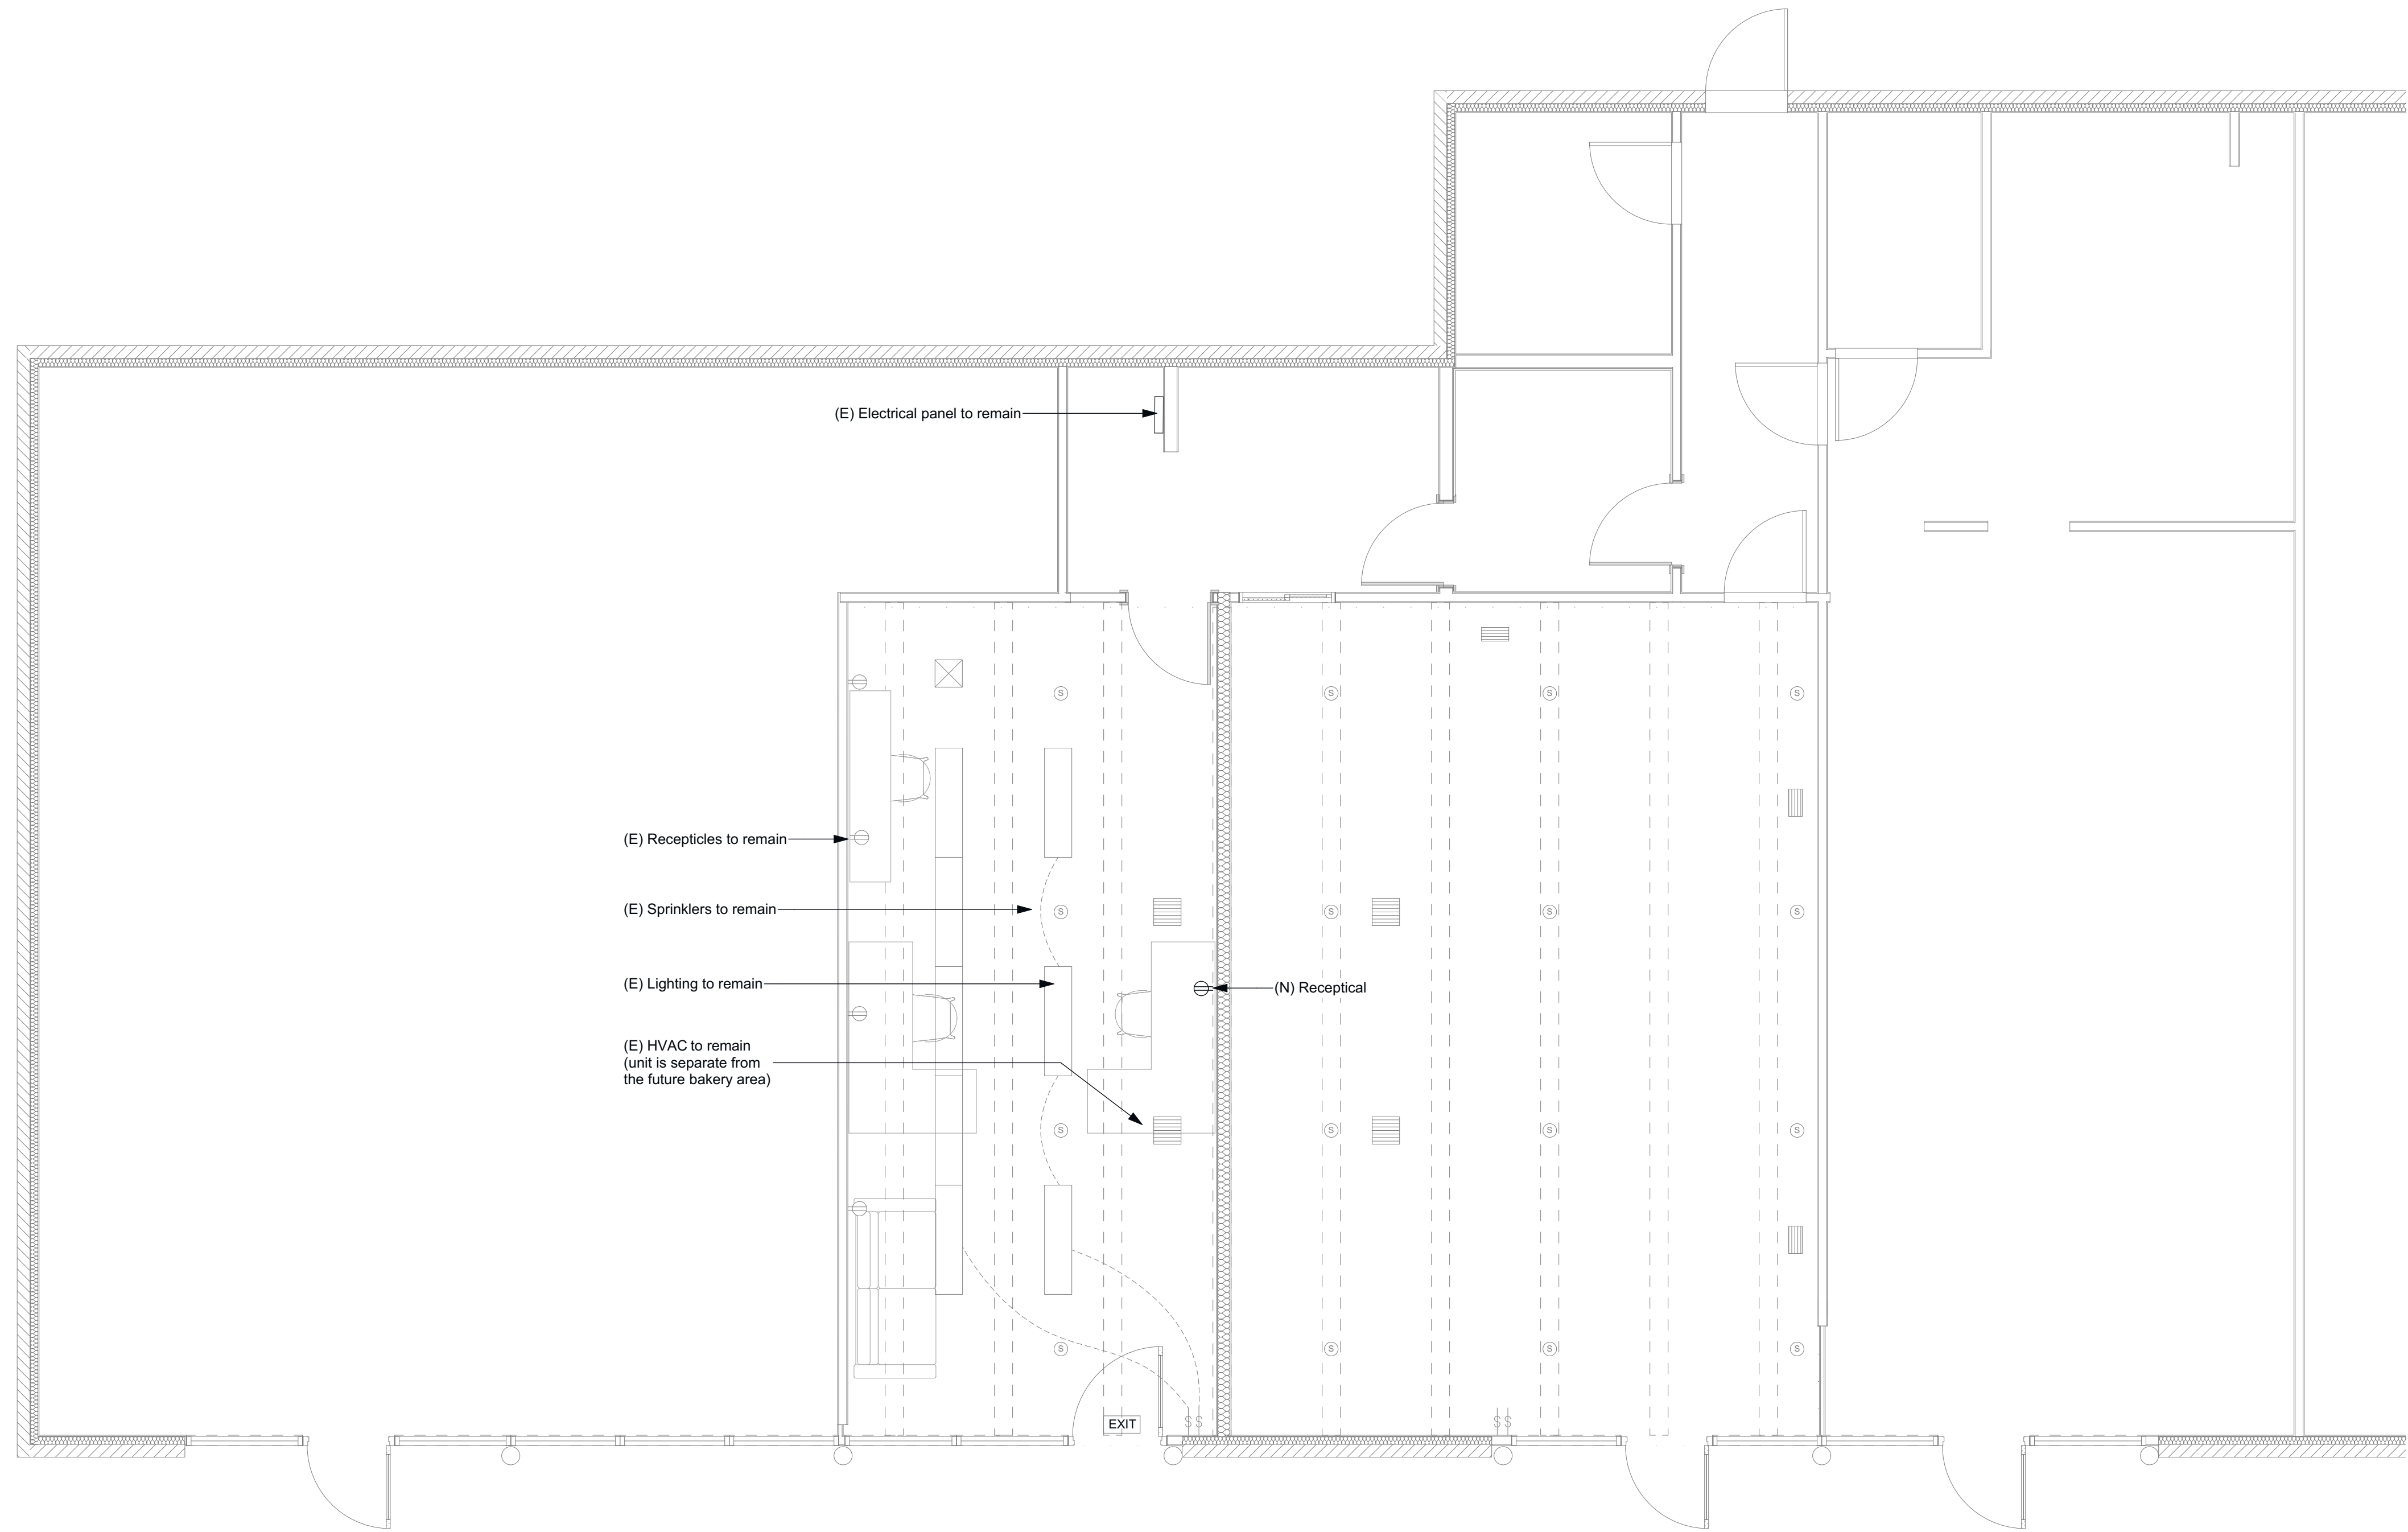 (E) Electrical panel to remain
S
S
S
S
(E) Recepticles to remain
(E) Sprinklers to remain
S
S
S
S
(E) Lighting to remain
(N) Receptical
(E) HVAC to remain
(unit is separate from
the future bakery area)
S
S
S
S
S
S
S
S
EXIT
S S
S S